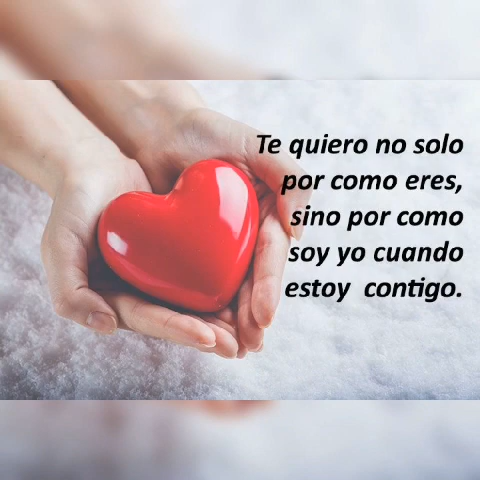 Te quiero no solo
por como eres,
sino por como
soy yo cuando
estoy contigo.